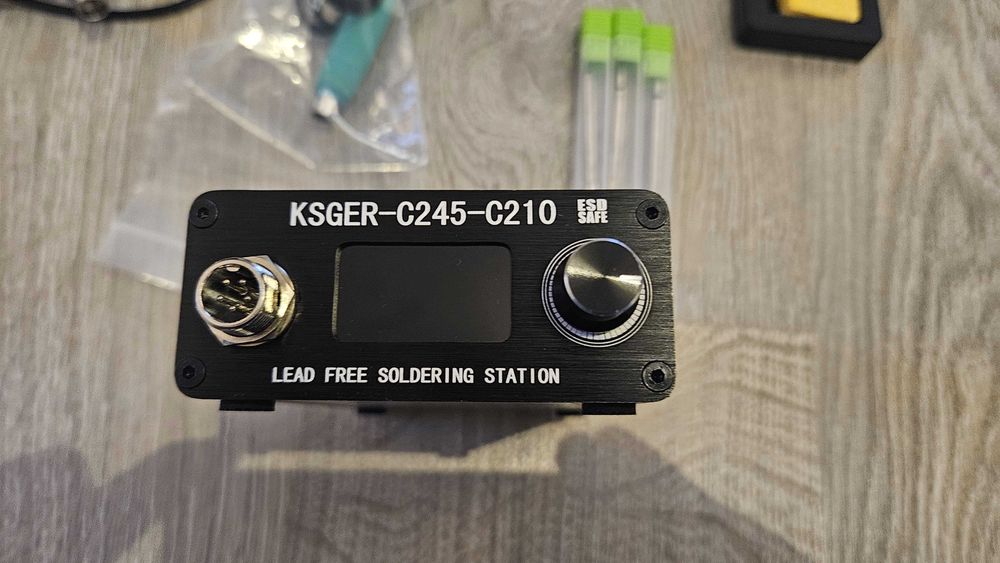 KSGER-C245-C210
ESD
SAFE
LEAD FREE SOLDERING STATION